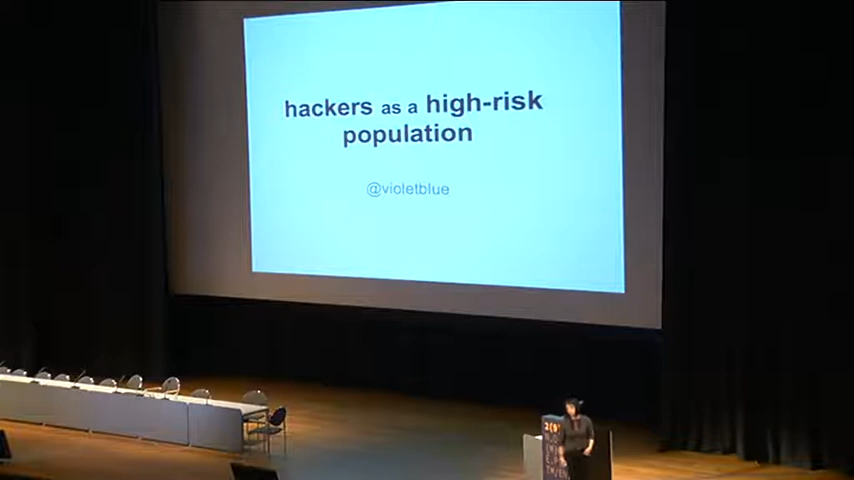 hackers as a high-risk
population
@violetblue